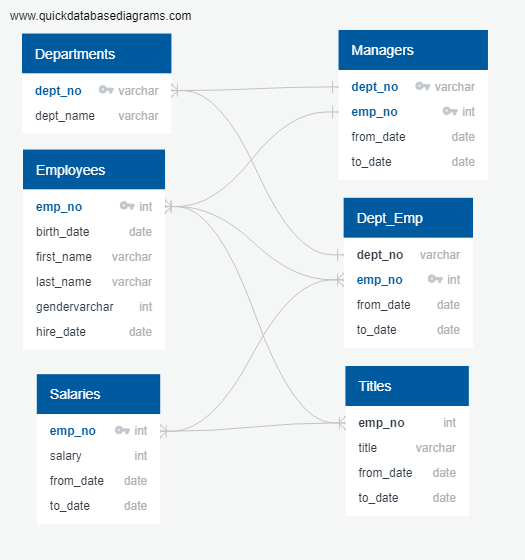 www.quickdatabasediagrams.com
Departments
dept_no varchar
dept_name varchar
Employees
emp_no int
birth_date date
first_name varchar
last_name varchar
gendervarchar int
hire_date date
Salaries
emp_no int
salary int
from_date date
to_date date
Managers
dept_no varchar
emp_no int
from_date date
to_date date
Dept_Emp
dept_no varchar
emp_no int
from_date date
to_date date
Titles
emp_no int
title varchar
from_date date
to_date date